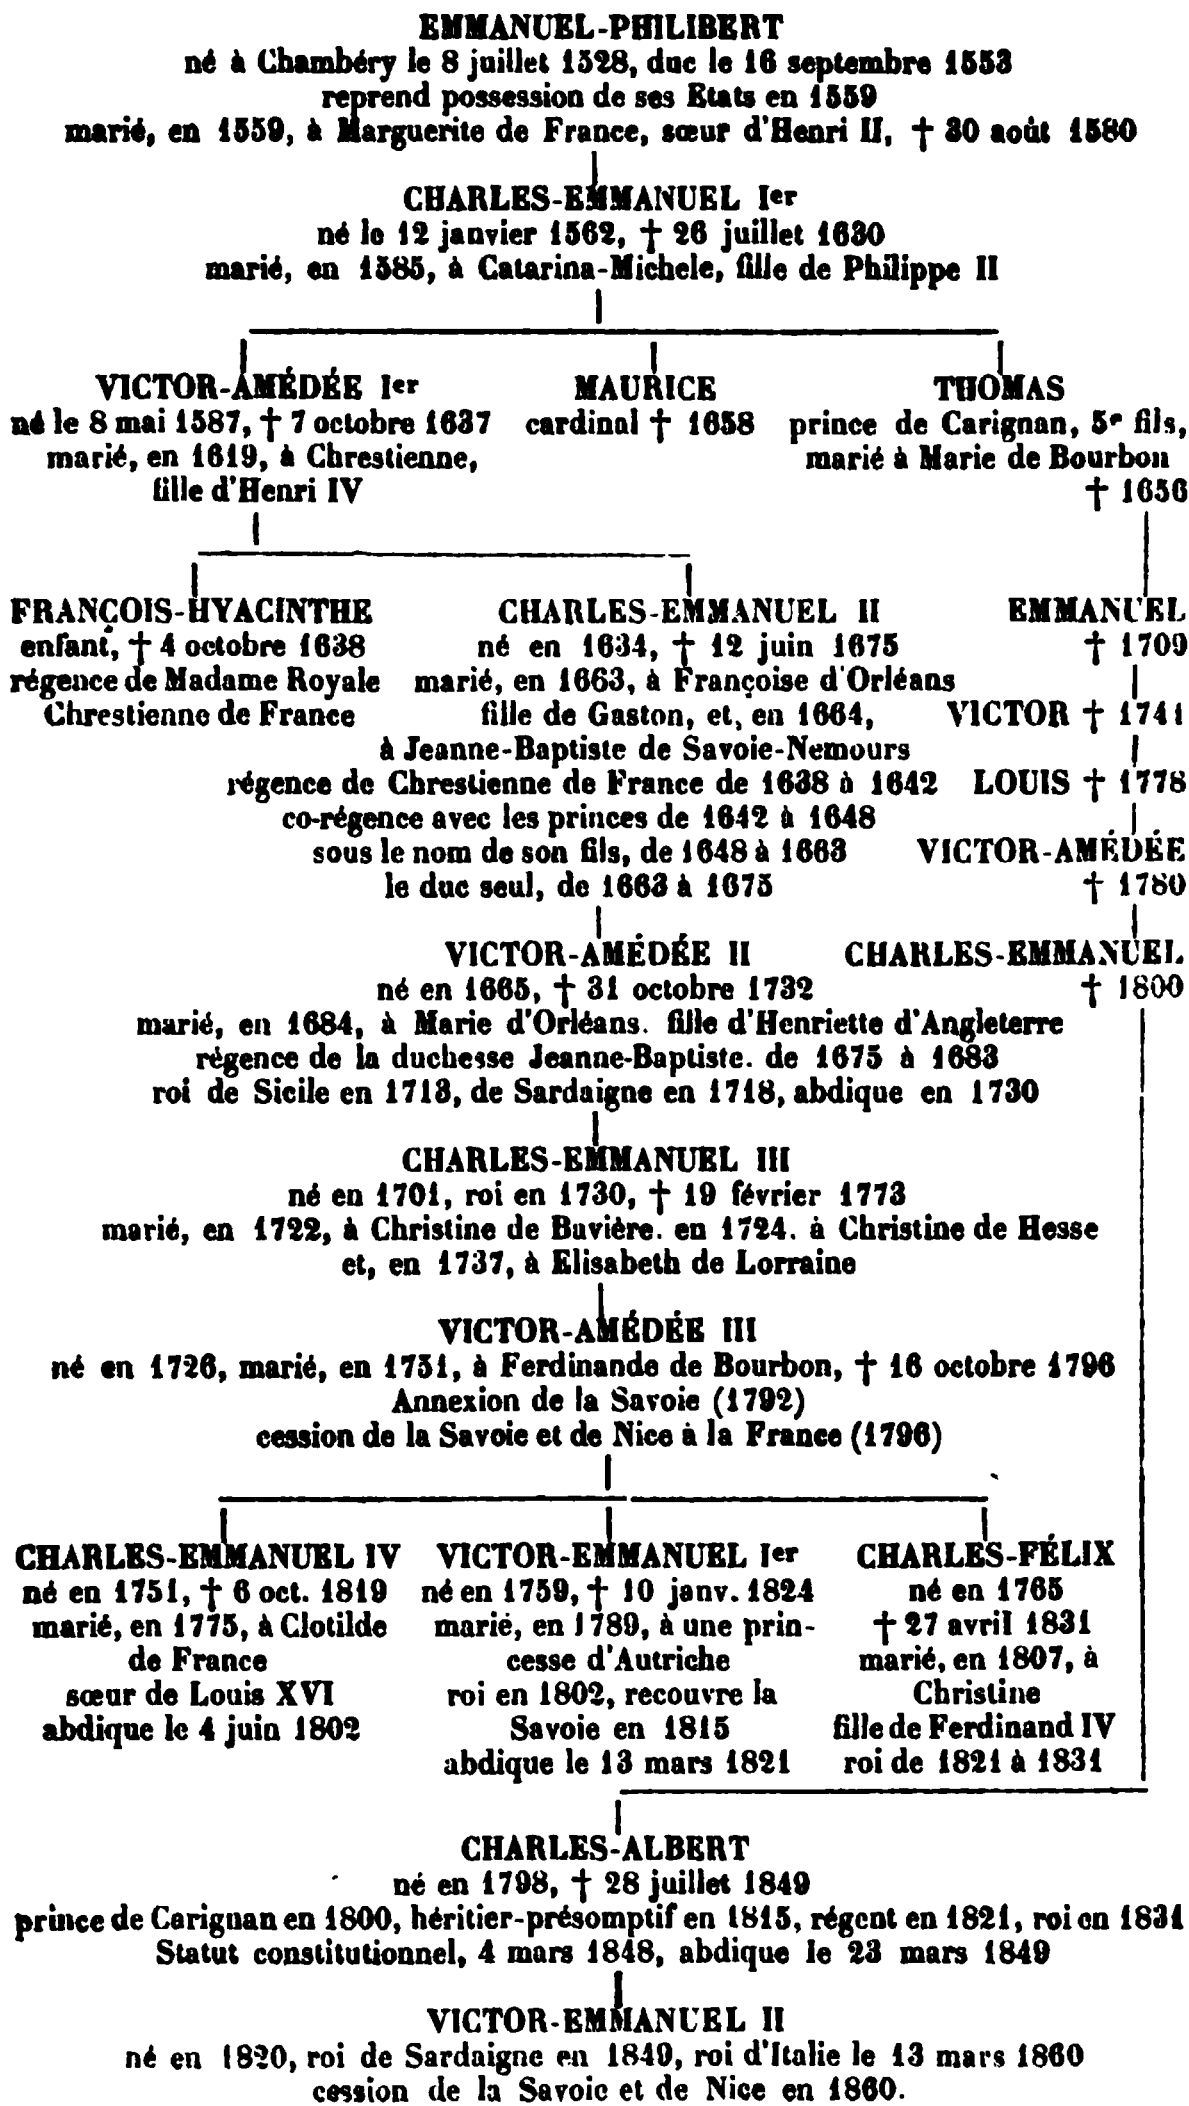 EMMANUEL-PHILIBERT
né à Chambéry le 8 juillet 1528, duc le 16 septembre 1553
reprend possession de ses Etats en 1559
marié, en 1559, à Marguerite de France, sœur d'Henri II, † 30 août 1580
CHARLES-EMMANUEL Ier
né le 12 janvier 1562, † 26 juillet 1630
marié, en 1585, à Catarina-Michele, fille de Philippe II
VICTOR-AMÉDÉE Ier
né le 8 mai 1587, † 7 octobre 1637
marié, en 1619, à Chrestienne,
fille d'Henri IV
MAURICE
cardinal † 1658
THOMAS
prince de Carignan, 5e fils,
marié à Marie de Bourbon
† 1656
FRANÇOIS-HYACINTHE
enfant, † 4 octobre 1638
régence de Madame Royale
Chrestienne de France
CHARLES-EMMANUEL II
né en 1634, † 12 juin 1675
marié, en 1663, à Françoise d'Orléans
fille de Gaston, et, en 1664,
à Jeanne-Baptiste de Savoie-Nemours
régence de Chrestienne de France de 1638 à 1642
co-régence avec les princes de 1642 à 1648
sous le nom de son fils, de 1648 à 1663
le duc seul, de 1663 à 1675
EMMANUEL
† 1709
VICTOR † 1741
LOUIS † 1778
VICTOR-AMÉDÉE
† 1780
CHARLES-EMMANUEL
† 1800
VICTOR-AMÉDÉE II
né en 1665, † 31 octobre 1732
marié, en 1684, à Marie d'Orléans. fille d'Henriette d'Angleterre
régence de la duchesse Jeanne-Baptiste. de 1675 à 1683
roi de Sicile en 1713, de Sardaigne en 1718, abdique en 1730
CHARLES-EMMANUEL III
né en 1701, roi en 1730, † 19 février 1773
marié, en 1722, à Christine de Bavière. en 1724. à Christine de Hesse
et, en 1737, à Elisabeth de Lorraine
VICTOR-AMÉDÉE III
né en 1726, marié, en 1751, à Ferdinande de Bourbon, † 16 octobre 1796
Annexion de la Savoie (1792)
cession de la Savoie et de Nice à la France (1796)
CHARLES-EMMANUEL IV
né en 1751, † 6 oct. 1819
marié, en 1775, à Clotilde
de France
sœur de Louis XVI
abdique le 4 juin 1802
VICTOR-EMMANUEL Ier
né en 1759, † 10 janv. 1824
marié, en 1789, à une prin-
cesse d'Autriche
roi en 1802, recouvre la
Savoie en 1815
abdique le 13 mars 1821
CHARLES-FÉLIX
né en 1765
† 27 avril 1831
marié, en 1807, à
Christine
fille de Ferdinand IV
roi de 1821 à 1831
CHARLES-ALBERT
né en 1798, † 28 juillet 1849
prince de Carignan en 1800, héritier-présomptif en 1815, régent en 1821, roi en 1831
Statut constitutionnel, 4 mars 1848, abdique le 23 mars 1849
VICTOR-EMMANUEL II
né en 1820, roi de Sardaigne en 1849, roi d'Italie le 13 mars 1860
cession de la Savoie et de Nice en 1860.